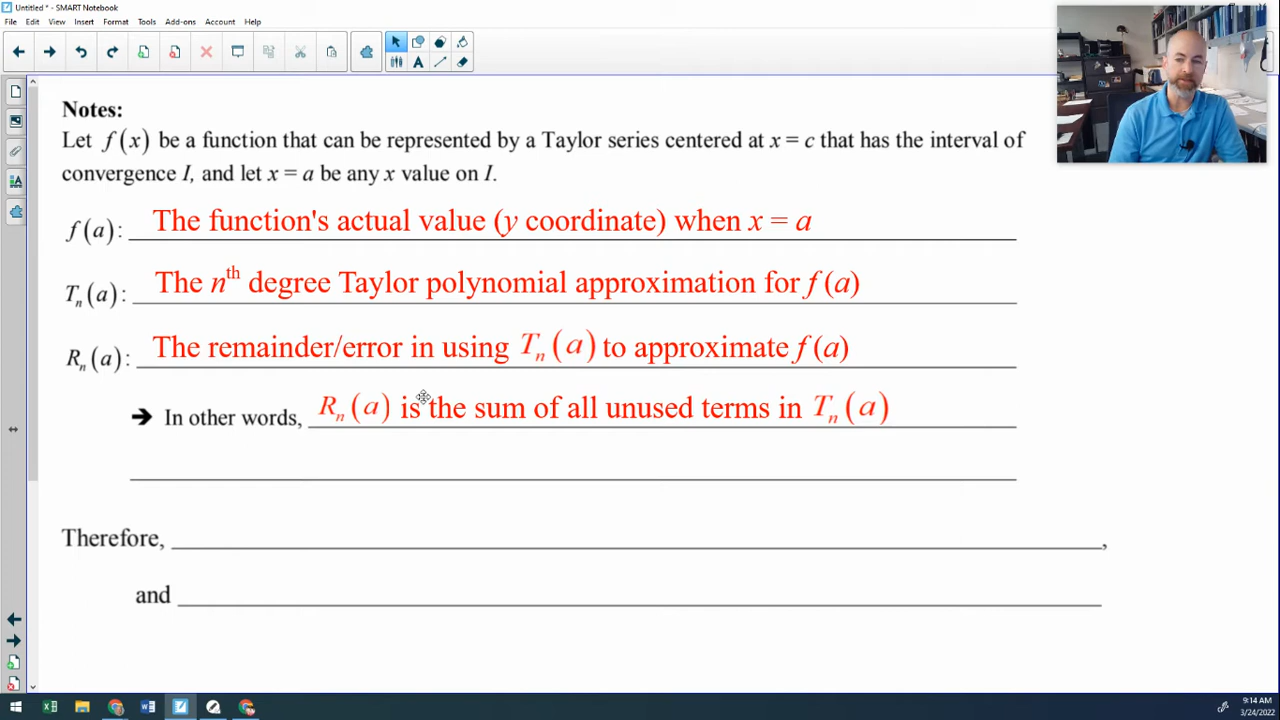 Untitled * - SMART Notebook
File Edit View Insert Format Tools Add-ons Account Help
Notes:
Let f(x) be a function that can be represented by a Taylor series centered at x = c that has the interval of
convergence I, and let x = a be any x value on I.
f(a): The function's actual value (y coordinate) when x = a
Tₙ(a): The nᵗʰ degree Taylor polynomial approximation for f(a)
Rₙ(a): The remainder/error in using Tₙ(a) to approximate f(a)
➔ In other words, Rₙ(a) is the sum of all unused terms in Tₙ(a)
Therefore, ,
and
9:14 AM
3/24/2022